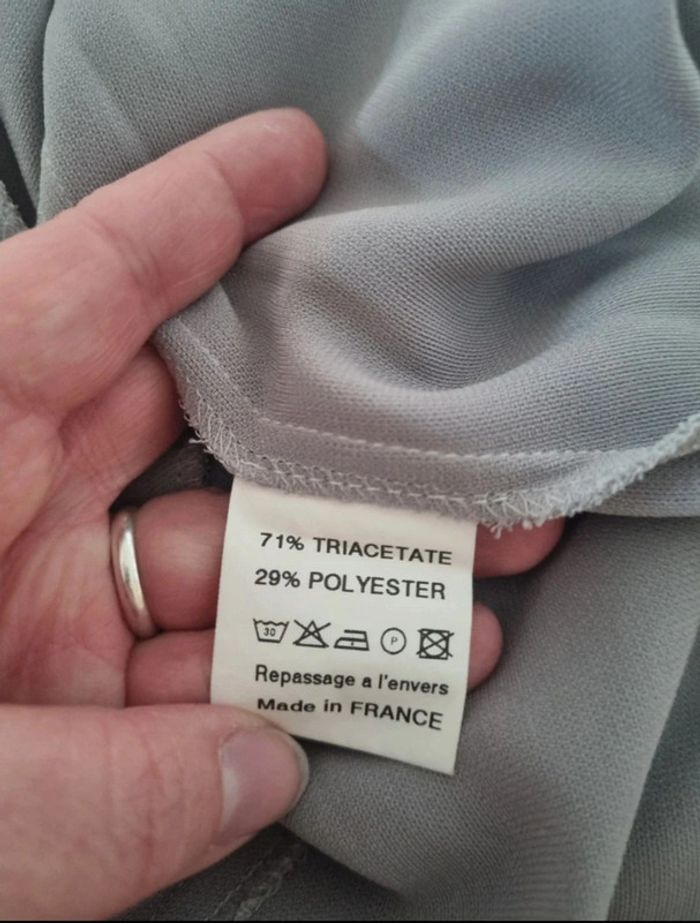 71% TRIACETATE
29% POLYESTER
30 P
Repassage a l'envers
Made in FRANCE